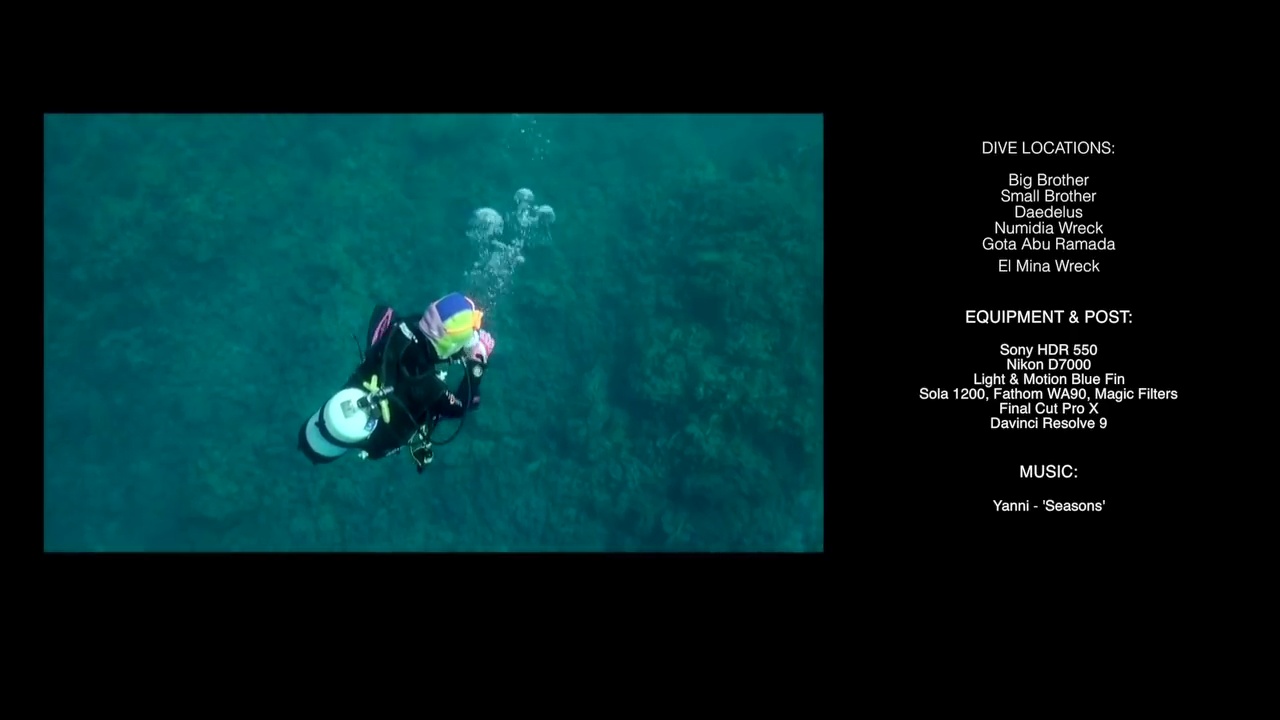 DIVE LOCATIONS:
Big Brother
Small Brother
Daedelus
Numidia Wreck
Gota Abu Ramada
El Mina Wreck
EQUIPMENT & POST:
Sony HDR 550
Nikon D7000
Light & Motion Blue Fin
Sola 1200, Fathom WA90, Magic Filters
Final Cut Pro X
Davinci Resolve 9
MUSIC:
Yanni - 'Seasons'